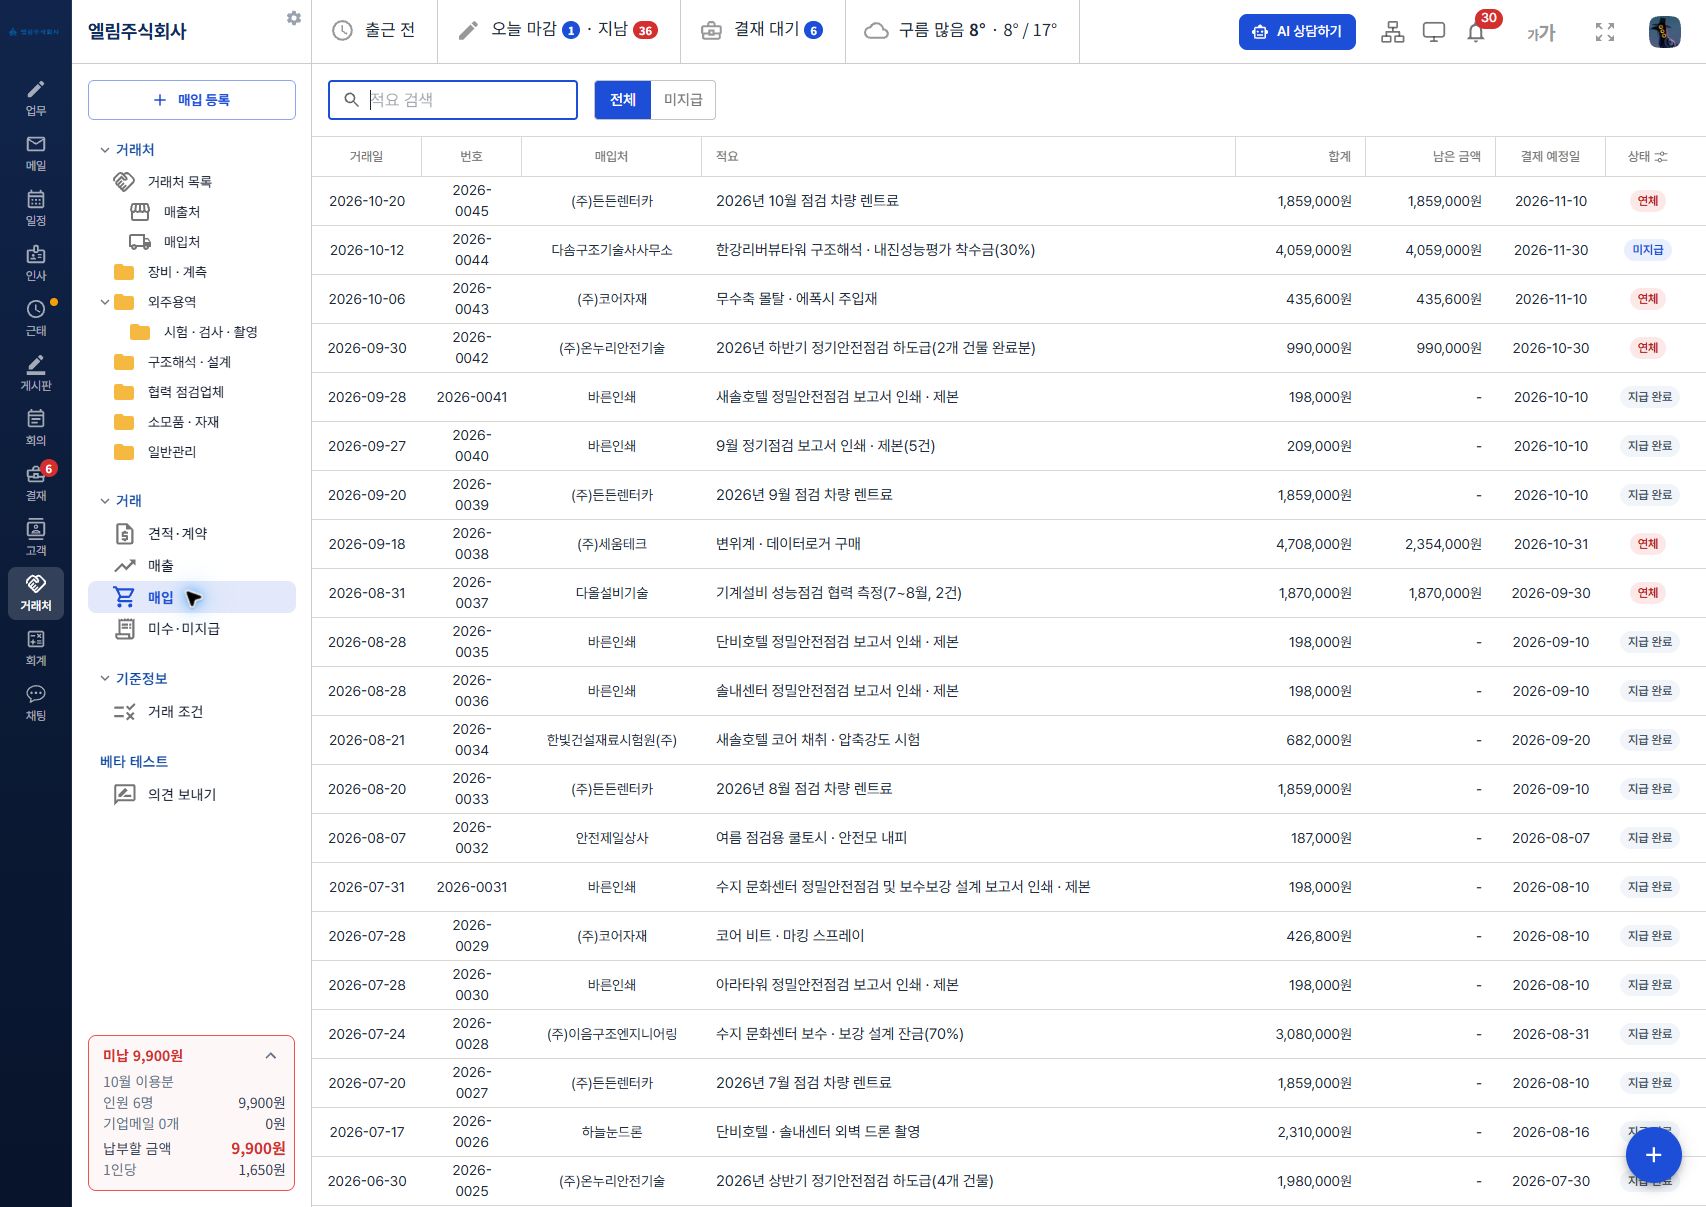 엘림주식회사
엘림주식회사
출근 전
오늘 마감 1 · 지남 36
결재 대기 6
구름 많음 8° · 8° / 17°
AI 상담하기
30
가가
업무
메일
일정
인사
근태
게시판
회의
6
결재
고객
거래처
회계
채팅
+ 매입 등록
거래처
거래처 목록
매출처
매입처
장비 · 계측
외주용역
시험 · 검사 · 촬영
구조해석 · 설계
협력 점검업체
소모품 · 자재
일반관리
거래
견적·계약
매출
매입
미수·미지급
기준정보
거래 조건
베타 테스트
의견 보내기
미납 9,900원
10월 이용분
인원 6명 9,900원
기업메일 0개 0원
납부할 금액 9,900원
1인당 1,650원
적요 검색
전체 미지급
거래일 번호 매입처 적요 합계 남은 금액 결제 예정일 상태
2026-10-20 2026-0045 (주)든든렌터카 2026년 10월 점검 차량 렌트료 1,859,000원 1,859,000원 2026-11-10 연체
2026-10-12 2026-0044 다솜구조기술사사무소 한강리버뷰타워 구조해석 · 내진성능평가 착수금(30%) 4,059,000원 4,059,000원 2026-11-30 미지급
2026-10-06 2026-0043 (주)코어자재 무수축 몰탈 · 에폭시 주입재 435,600원 435,600원 2026-11-10 연체
2026-09-30 2026-0042 (주)온누리안전기술 2026년 하반기 정기안전점검 하도급(2개 건물 완료분) 990,000원 990,000원 2026-10-30 연체
2026-09-28 2026-0041 바른인쇄 새솔호텔 정밀안전점검 보고서 인쇄 · 제본 198,000원 - 2026-10-10 지급 완료
2026-09-27 2026-0040 바른인쇄 9월 정기점검 보고서 인쇄 · 제본(5건) 209,000원 - 2026-10-10 지급 완료
2026-09-20 2026-0039 (주)든든렌터카 2026년 9월 점검 차량 렌트료 1,859,000원 - 2026-10-10 지급 완료
2026-09-18 2026-0038 (주)세움테크 변위계 · 데이터로거 구매 4,708,000원 2,354,000원 2026-10-31 연체
2026-08-31 2026-0037 다올설비기술 기계설비 성능점검 협력 측정(7~8월, 2건) 1,870,000원 1,870,000원 2026-09-30 연체
2026-08-28 2026-0035 바른인쇄 단비호텔 정밀안전점검 보고서 인쇄 · 제본 198,000원 - 2026-09-10 지급 완료
2026-08-28 2026-0036 바른인쇄 솔내센터 정밀안전점검 보고서 인쇄 · 제본 198,000원 - 2026-09-10 지급 완료
2026-08-21 2026-0034 한빛건설재료시험원(주) 새솔호텔 코어 채취 · 압축강도 시험 682,000원 - 2026-09-20 지급 완료
2026-08-20 2026-0033 (주)든든렌터카 2026년 8월 점검 차량 렌트료 1,859,000원 - 2026-09-10 지급 완료
2026-08-07 2026-0032 안전제일상사 여름 점검용 쿨토시 · 안전모 내피 187,000원 - 2026-08-07 지급 완료
2026-07-31 2026-0031 바른인쇄 수지 문화센터 정밀안전점검 및 보수보강 설계 보고서 인쇄 · 제본 198,000원 - 2026-08-10 지급 완료
2026-07-28 2026-0029 (주)코어자재 코어 비트 · 마킹 스프레이 426,800원 - 2026-08-10 지급 완료
2026-07-28 2026-0030 바른인쇄 아라타워 정밀안전점검 보고서 인쇄 · 제본 198,000원 - 2026-08-10 지급 완료
2026-07-24 2026-0028 (주)이음구조엔지니어링 수지 문화센터 보수 · 보강 설계 잔금(70%) 3,080,000원 - 2026-08-31 지급 완료
2026-07-20 2026-0027 (주)든든렌터카 2026년 7월 점검 차량 렌트료 1,859,000원 - 2026-08-10 지급 완료
2026-07-17 2026-0026 하늘눈드론 단비호텔 · 솔내센터 외벽 드론 촬영 2,310,000원 - 2026-08-16
2026-06-30 2026-0025 (주)온누리안전기술 2026년 상반기 정기안전점검 하도급(4개 건물) 1,980,000원 - 2026-07-30